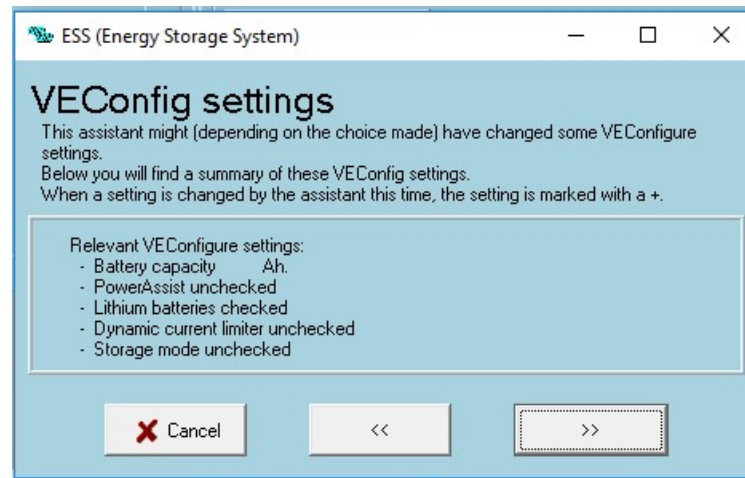 ESS (Energy Storage System)
VEConfig settings
This assistant might (depending on the choice made) have changed some VEConfigure
settings.
Below you will find a summary of these VEConfig settings.
When a setting is changed by the assistant this time, the setting is marked with a +.
Relevant VEConfigure settings:
- Battery capacity Ah.
- PowerAssist unchecked
- Lithium batteries checked
- Dynamic current limiter unchecked
- Storage mode unchecked
Cancel << >>